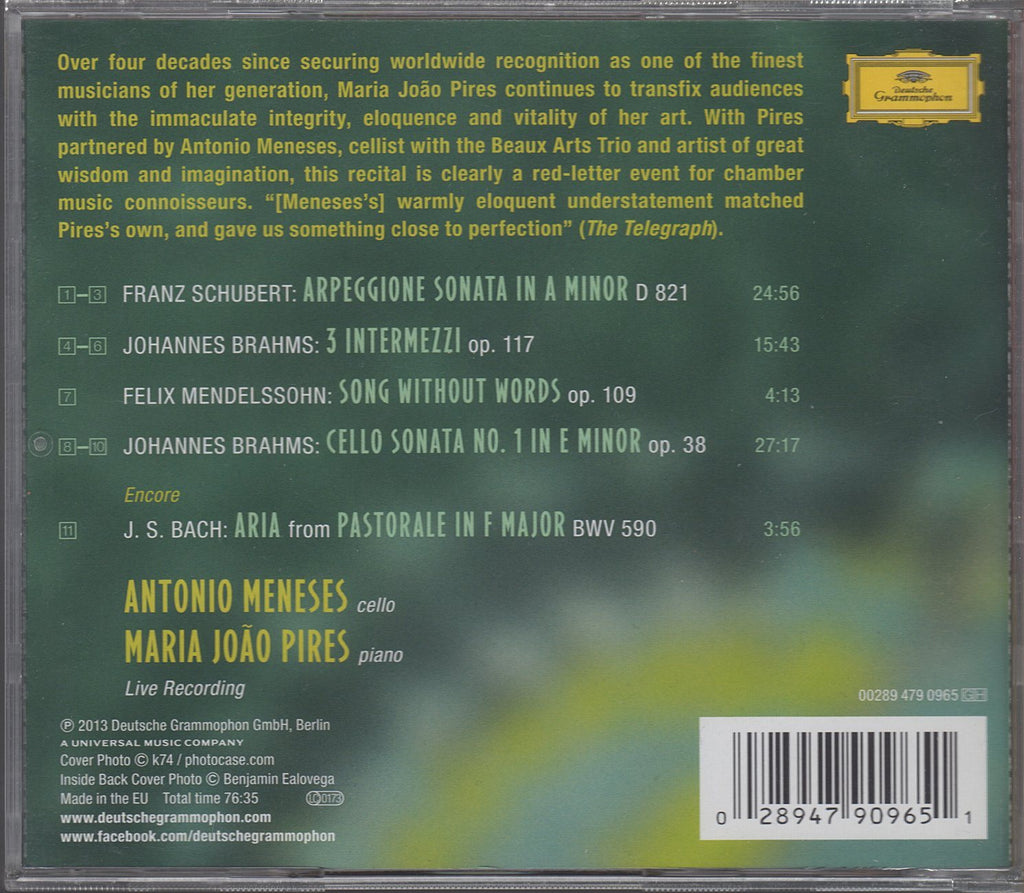 Over four decades since securing worldwide recognition as one of the finest
musicians of her generation, Maria João Pires continues to transfix audiences
with the immaculate integrity, eloquence and vitality of her art. With Pires
partnered by Antonio Meneses, cellist with the Beaux Arts Trio and artist of great
wisdom and imagination, this recital is clearly a red-letter event for chamber
music connoisseurs. “[Meneses's] warmly eloquent understatement matched
Pires's own, and gave us something close to perfection” (The Telegraph).
Deutsche
Grammophon
1–3 FRANZ SCHUBERT: ARPEGGIONE SONATA IN A MINOR D 821 24:56
4–6 JOHANNES BRAHMS: 3 INTERMEZZI op. 117 15:43
7 FELIX MENDELSSOHN: SONG WITHOUT WORDS op. 109 4:13
8–10 JOHANNES BRAHMS: CELLO SONATA NO. 1 IN E MINOR op. 38 27:17
Encore
11 J. S. BACH: ARIA from PASTORALE IN F MAJOR BWV 590 3:56
ANTONIO MENESES cello
MARIA JOÃO PIRES piano
Live Recording
℗ 2013 Deutsche Grammophon GmbH, Berlin
A UNIVERSAL MUSIC COMPANY
Cover Photo © k74 / photocase.com
Inside Back Cover Photo © Benjamin Ealovega
Made in the EU Total time 76:35 LC 0173
www.deutschegrammophon.com
www.facebook.com/deutschegrammophon
00289 479 0965 GH
0 28947 90965 1